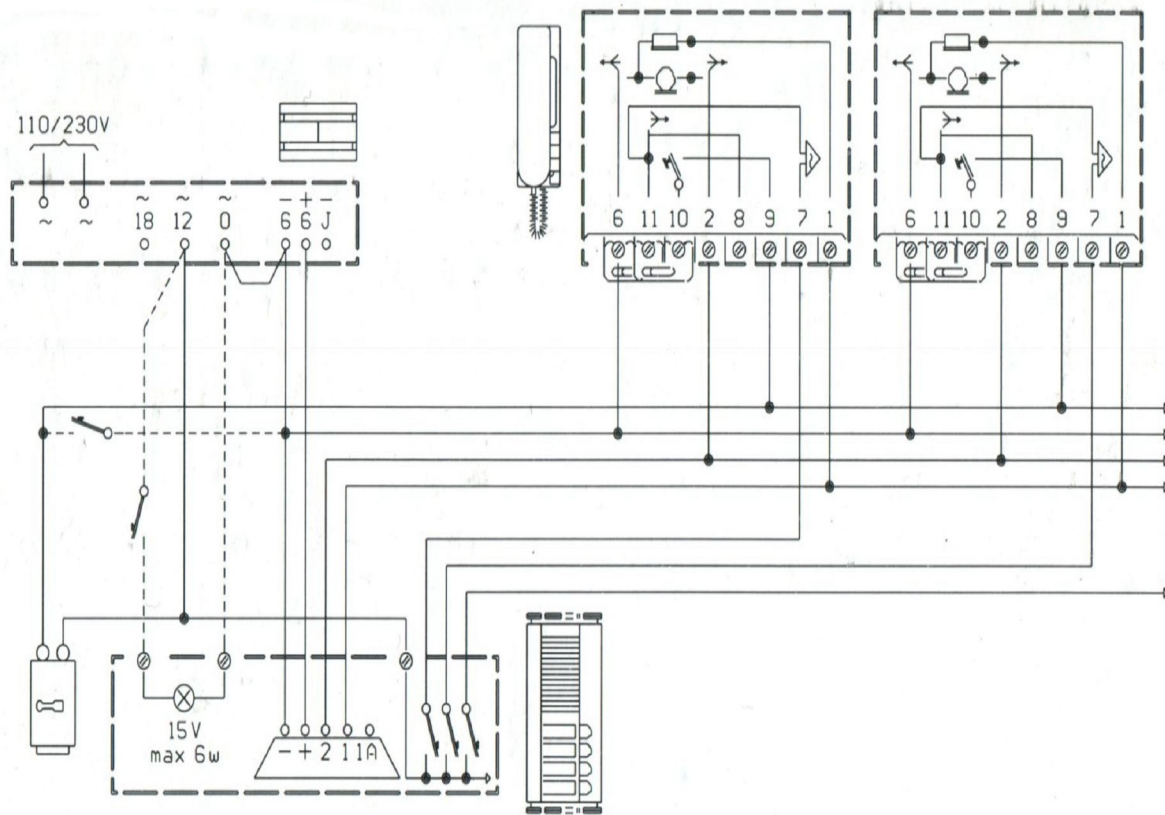 110/230V
~ ~ ~ ~ ~ - + -
18 12 0 6 6 J
6 11 10 2 8 9 7 1
6 11 10 2 8 9 7 1
15V
max 6w
- + 2 1 1A